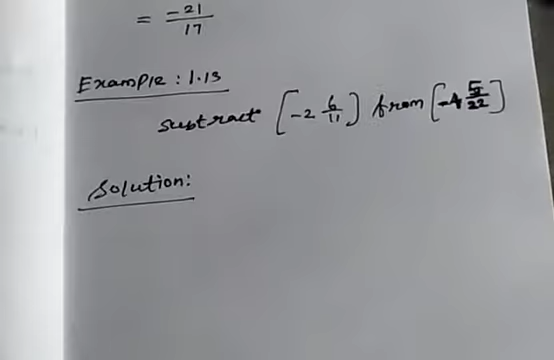 = -21/17
Example: 1.13
subtract [-2 6/11] from [-4 5/22]
Solution: